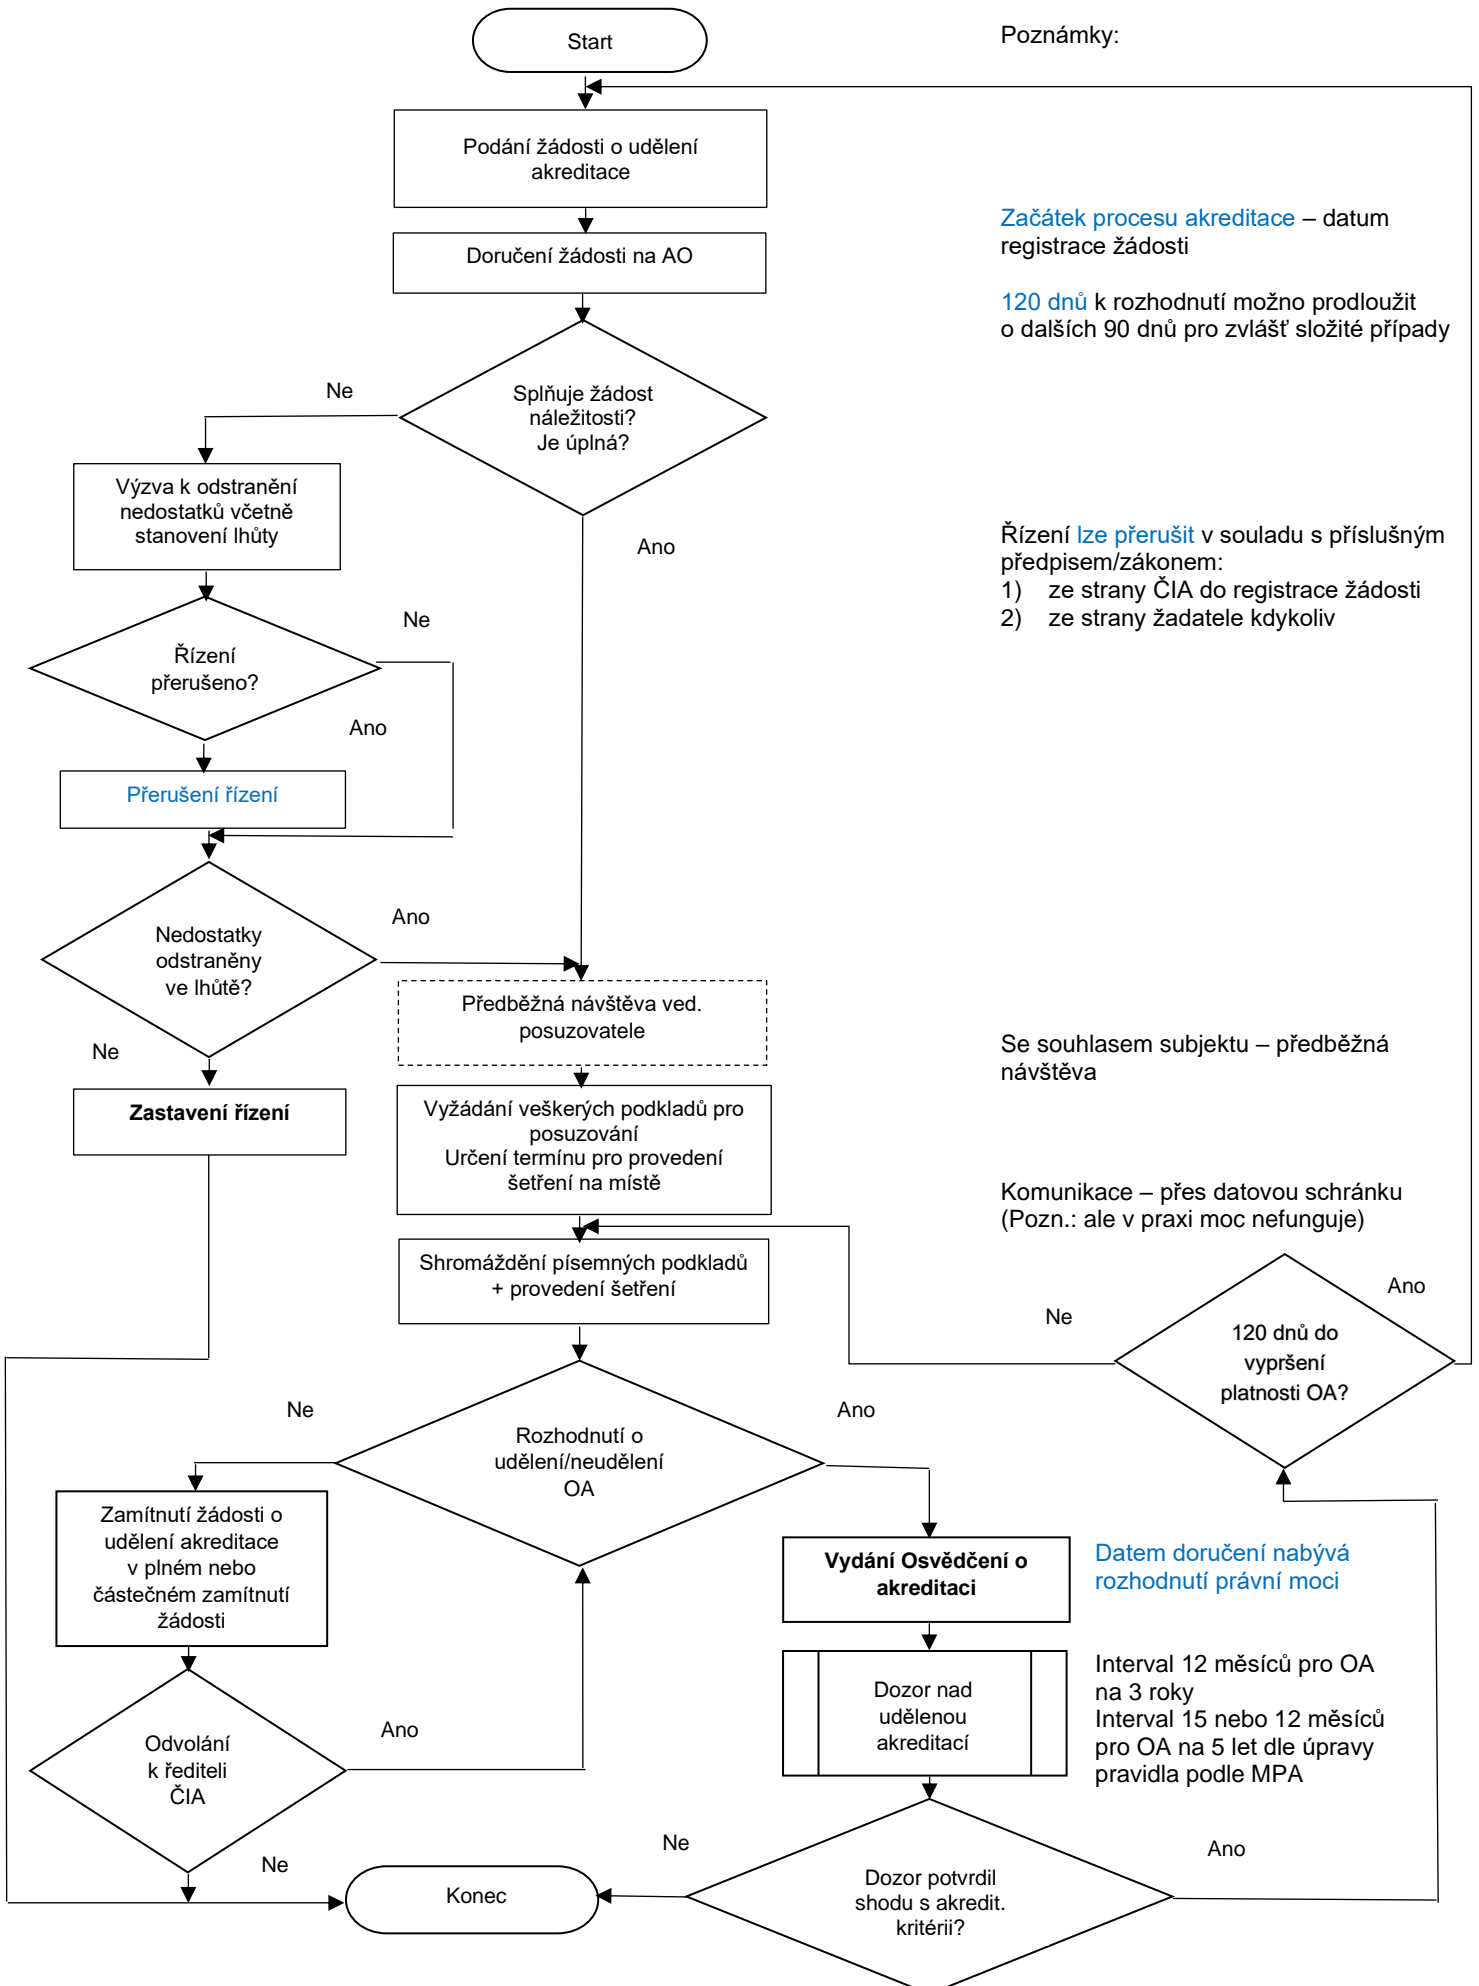 Start
Poznámky:
Podání žádosti o udělení
akreditace
Začátek procesu akreditace – datum
registrace žádosti
Doručení žádosti na AO
120 dnů k rozhodnutí možno prodloužit
o dalších 90 dnů pro zvlášť složité případy
Ne
Splňuje žádost
náležitosti?
Je úplná?
Výzva k odstranění
nedostatků včetně
stanovení lhůty
Ano
Řízení lze přerušit v souladu s příslušným
předpisem/zákonem:
1) ze strany ČIA do registrace žádosti
2) ze strany žadatele kdykoliv
Ne
Řízení
přerušeno?
Ano
Přerušení řízení
Ano
Nedostatky
odstraněny
ve lhůtě?
Předběžná návštěva ved.
posuzovatele
Ne
Se souhlasem subjektu – předběžná
návštěva
Zastavení řízení
Vyžádání veškerých podkladů pro
posuzování
Určení termínu pro provedení
šetření na místě
Komunikace – přes datovou schránku
(Pozn.: ale v praxi moc nefunguje)
Shromáždění písemných podkladů
+ provedení šetření
Ano
Ne
120 dnů do
vypršení
platnosti OA?
Ne
Ano
Rozhodnutí o
udělení/neudělení
OA
Zamítnutí žádosti o
udělení akreditace
v plném nebo
částečném zamítnutí
žádosti
Vydání Osvědčení o
akreditaci
Datem doručení nabývá
rozhodnutí právní moci
Dozor nad
udělenou
akreditací
Interval 12 měsíců pro OA
na 3 roky
Interval 15 nebo 12 měsíců
pro OA na 5 let dle úpravy
pravidla podle MPA
Ano
Odvolání
k řediteli
ČIA
Ne
Ne
Ano
Konec
Dozor potvrdil
shodu s akredit.
kritérii?